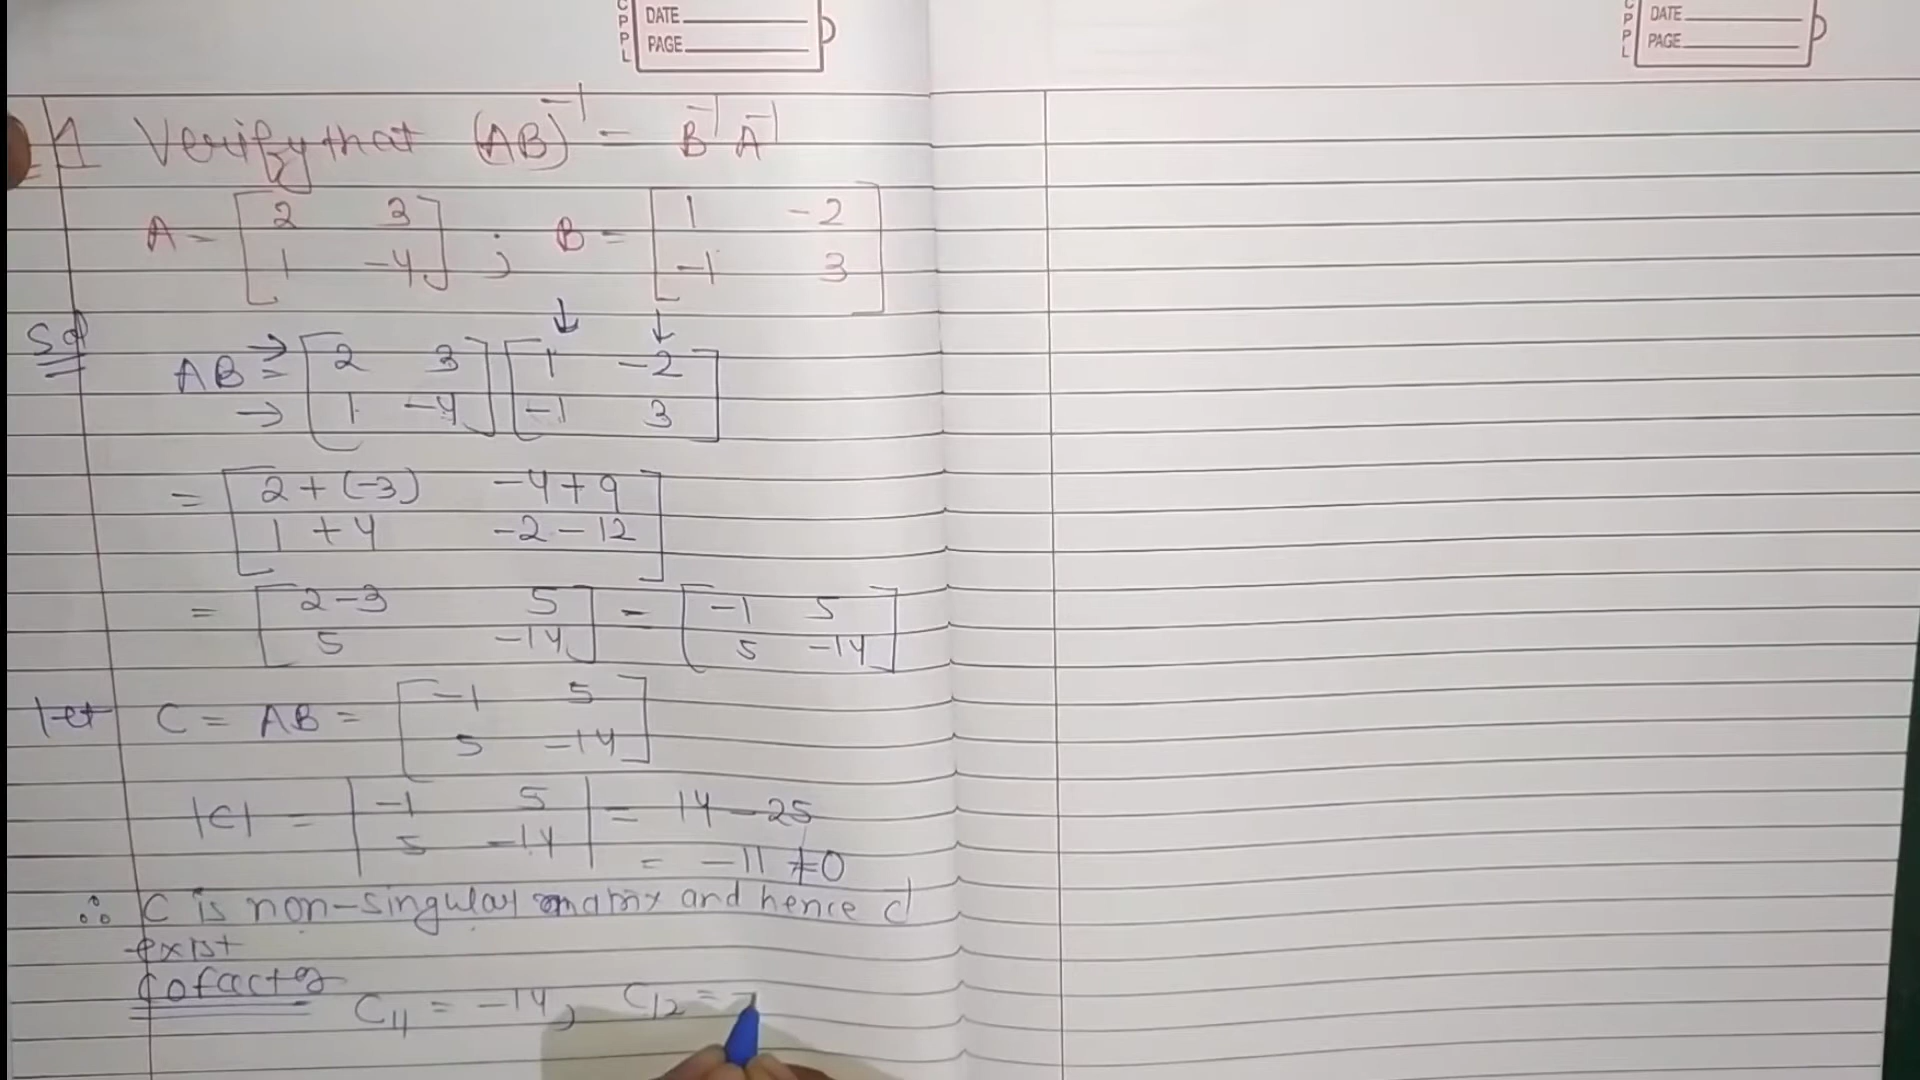 CPPL DATE
PAGE
CPPL DATE
PAGE
1 Verify that (AB)⁻¹ = B⁻¹ A⁻¹
A = [2 3; 1 -4] ; B = [1 -2; -1 3]
Sol
AB = [2 3; 1 -4] [1 -2; -1 3]
= [2+(-3) -4+9; 1+4 -2-12]
= [2-3 5; 5 -14] = [-1 5; 5 -14]
let C = AB = [-1 5; 5 -14]
|C| = |-1 5; 5 -14| = 14-25
= -11 ≠0
∴ C is non-singular matrix and hence
exist
C₁₁ = -14, C₁₂ = -